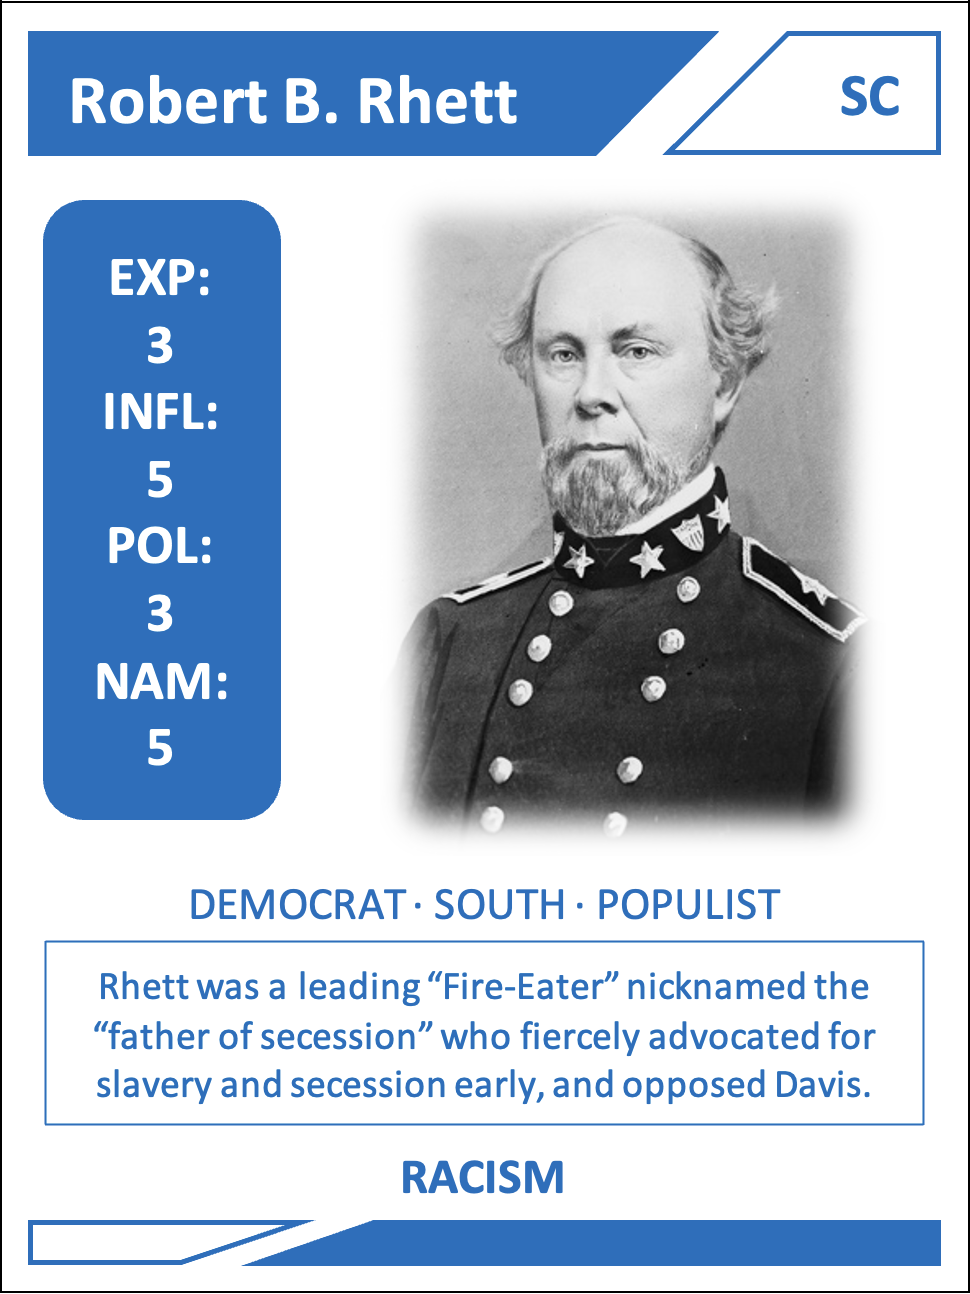 Robert B. Rhett
SC
EXP:
3
INFL:
5
POL:
3
NAM:
5
DEMOCRAT · SOUTH · POPULIST
Rhett was a leading “Fire-Eater” nicknamed the
“father of secession” who fiercely advocated for
slavery and secession early, and opposed Davis.
RACISM